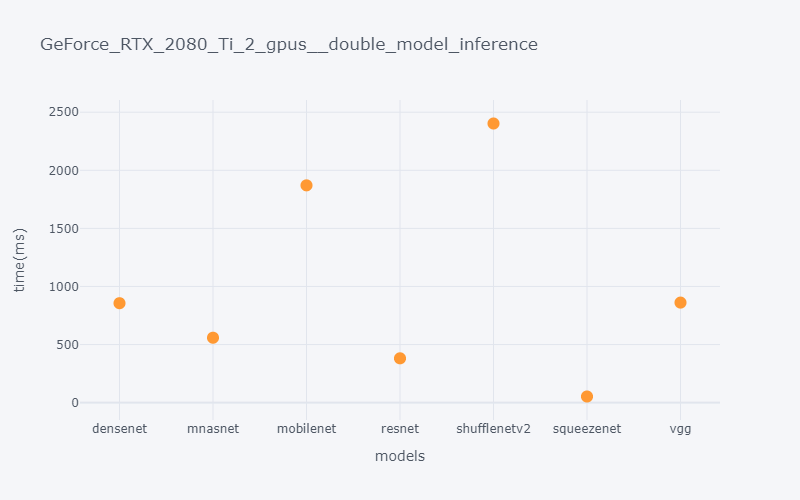 GeForce_RTX_2080_Ti_2_gpus__double_model_inference
2500
2000
1500
1000
500
0
time(ms)
densenet mnasnet mobilenet resnet shufflenetv2 squeezenet vgg
models